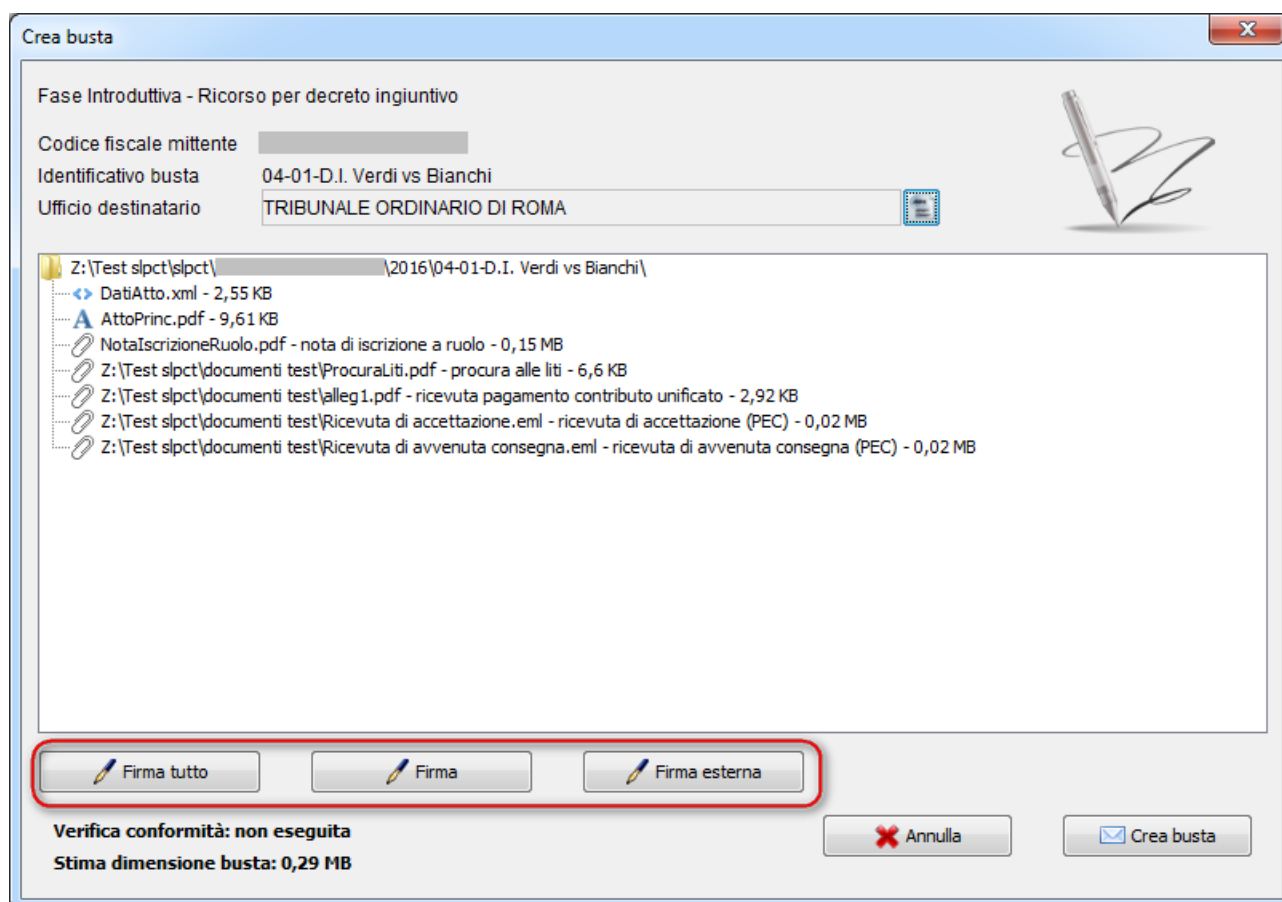 Crea busta
x
Fase Introduttiva - Ricorso per decreto ingiuntivo
Codice fiscale mittente
Identificativo busta 04-01-D.I. Verdi vs Bianchi
Ufficio destinatario TRIBUNALE ORDINARIO DI ROMA
Z:\Test slpct\slpct\ \2016\04-01-D.I. Verdi vs Bianchi\
DatiAtto.xml - 2,55 KB
AttoPrinc.pdf - 9,61 KB
NotaIscrizioneRuolo.pdf - nota di iscrizione a ruolo - 0,15 MB
Z:\Test slpct\documenti test\ProcuraLiti.pdf - procura alle liti - 6,6 KB
Z:\Test slpct\documenti test\alleg1.pdf - ricevuta pagamento contributo unificato - 2,92 KB
Z:\Test slpct\documenti test\Ricevuta di accettazione.eml - ricevuta di accettazione (PEC) - 0,02 MB
Z:\Test slpct\documenti test\Ricevuta di avvenuta consegna.eml - ricevuta di avvenuta consegna (PEC) - 0,02 MB
Firma tutto Firma Firma esterna
Verifica conformità: non eseguita
Annulla Crea busta
Stima dimensione busta: 0,29 MB